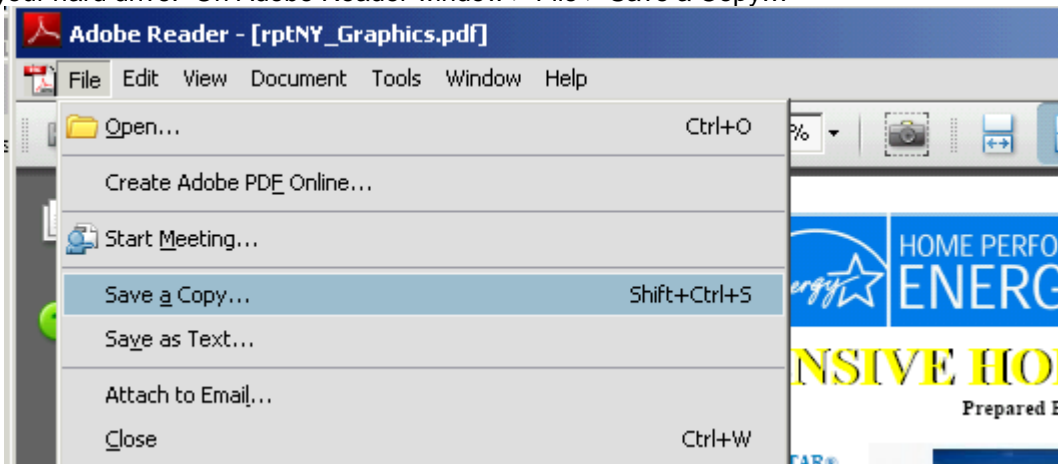 Adobe Reader - [rptNY_Graphics.pdf]
File Edit View Document Tools Window Help
Open... Ctrl+O
%
Create Adobe PDF Online...
Start Meeting...
HOME PERFO
Save a Copy... Shift+Ctrl+S
ENERG
Save as Text...
NSIVE HO
Attach to Email...
Prepared
Close Ctrl+W